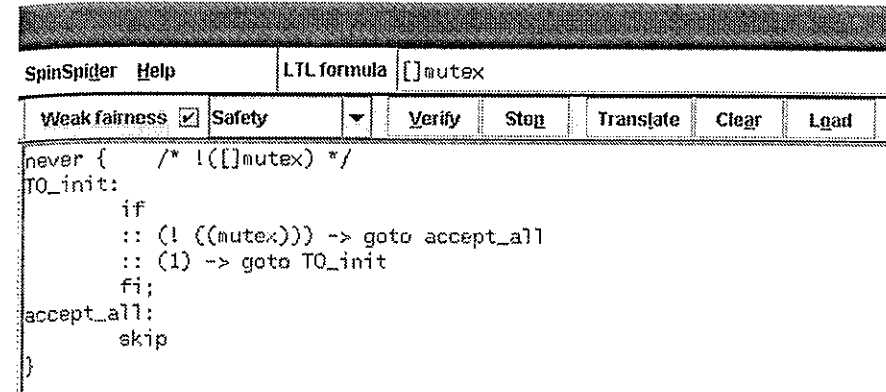 SpinSpider Help LTL formula []mutex
Weak fairness Safety Verify Stop Translate Clear Load
never { /* !([]mutex) */
T0_init:
if
:: (! ((mutex))) -> goto accept_all
:: (1) -> goto T0_init
fi;
accept_all:
skip
}